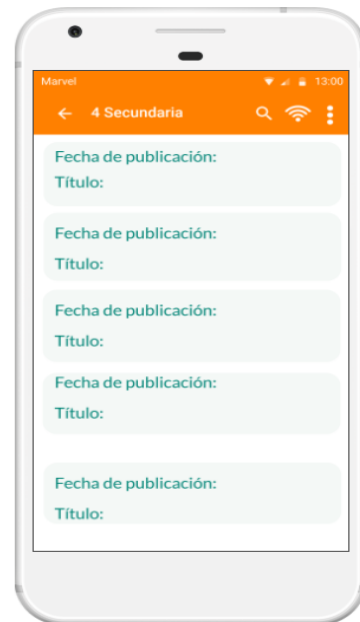 Marvel 13:00
4 Secundaria
Fecha de publicación:
Título:
Fecha de publicación:
Título:
Fecha de publicación:
Título:
Fecha de publicación:
Título:
Fecha de publicación:
Título: